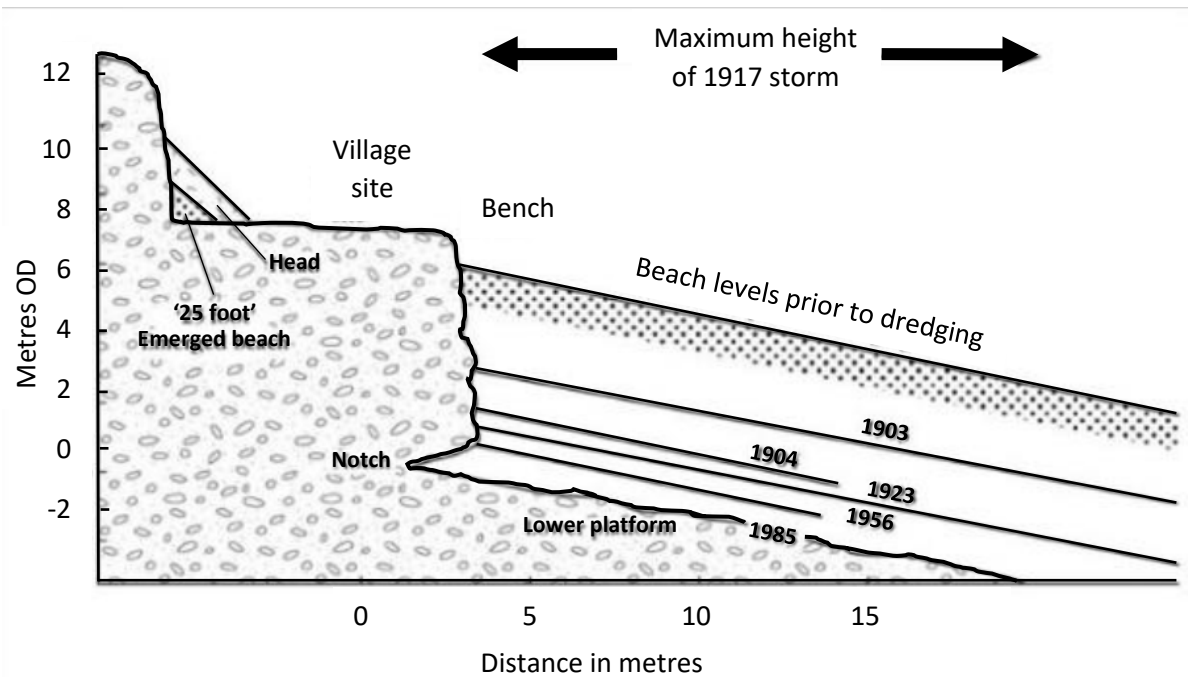 Maximum height
of 1917 storm
12
10
8
6
4
2
0
-2
Metres OD
Village
site
Bench
Head
‘25 foot’
Emerged beach
Beach levels prior to dredging
1903
1904
1923
1956
1985
Notch
Lower platform
0
5
10
15
Distance in metres